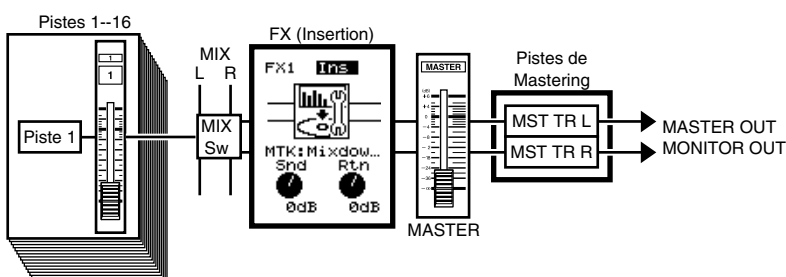 Pistes 1--16
1
1
Piste 1
MIX
L R
MIX
Sw
FX (Insertion)
FX1 Ins
MTK:Mixdow...
Snd Rtn
0dB 0dB
MASTER
MASTER
Pistes de
Mastering
MST TR L
MST TR R
MASTER OUT
MONITOR OUT